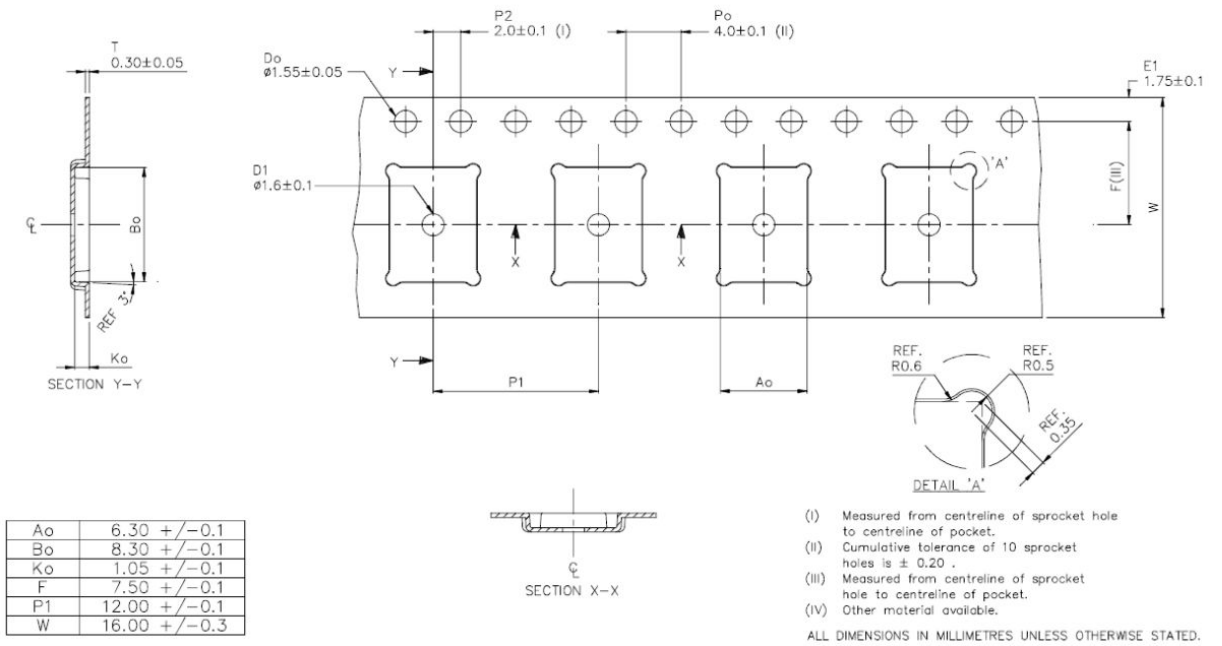 P2
2.0±0.1 (I)
Po
4.0±0.1 (II)
T
0.30±0.05
Do
ø1.55±0.05
Y
E1
1.75±0.1
D1
ø1.6±0.1
'A'
F(III)
W
Bo
℄
X
X
REF 3°
Ko
SECTION Y-Y
Y
P1
Ao
REF.
R0.6
REF.
R0.5
REF.
0.35
DETAIL 'A'
Ao 6.30 +/-0.1
Bo 8.30 +/-0.1
Ko 1.05 +/-0.1
F 7.50 +/-0.1
P1 12.00 +/-0.1
W 16.00 +/-0.3
℄
SECTION X-X
(I) Measured from centreline of sprocket hole
to centreline of pocket.
(II) Cumulative tolerance of 10 sprocket
holes is ± 0.20 .
(III) Measured from centreline of sprocket
hole to centreline of pocket.
(IV) Other material available.
ALL DIMENSIONS IN MILLIMETRES UNLESS OTHERWISE STATED.